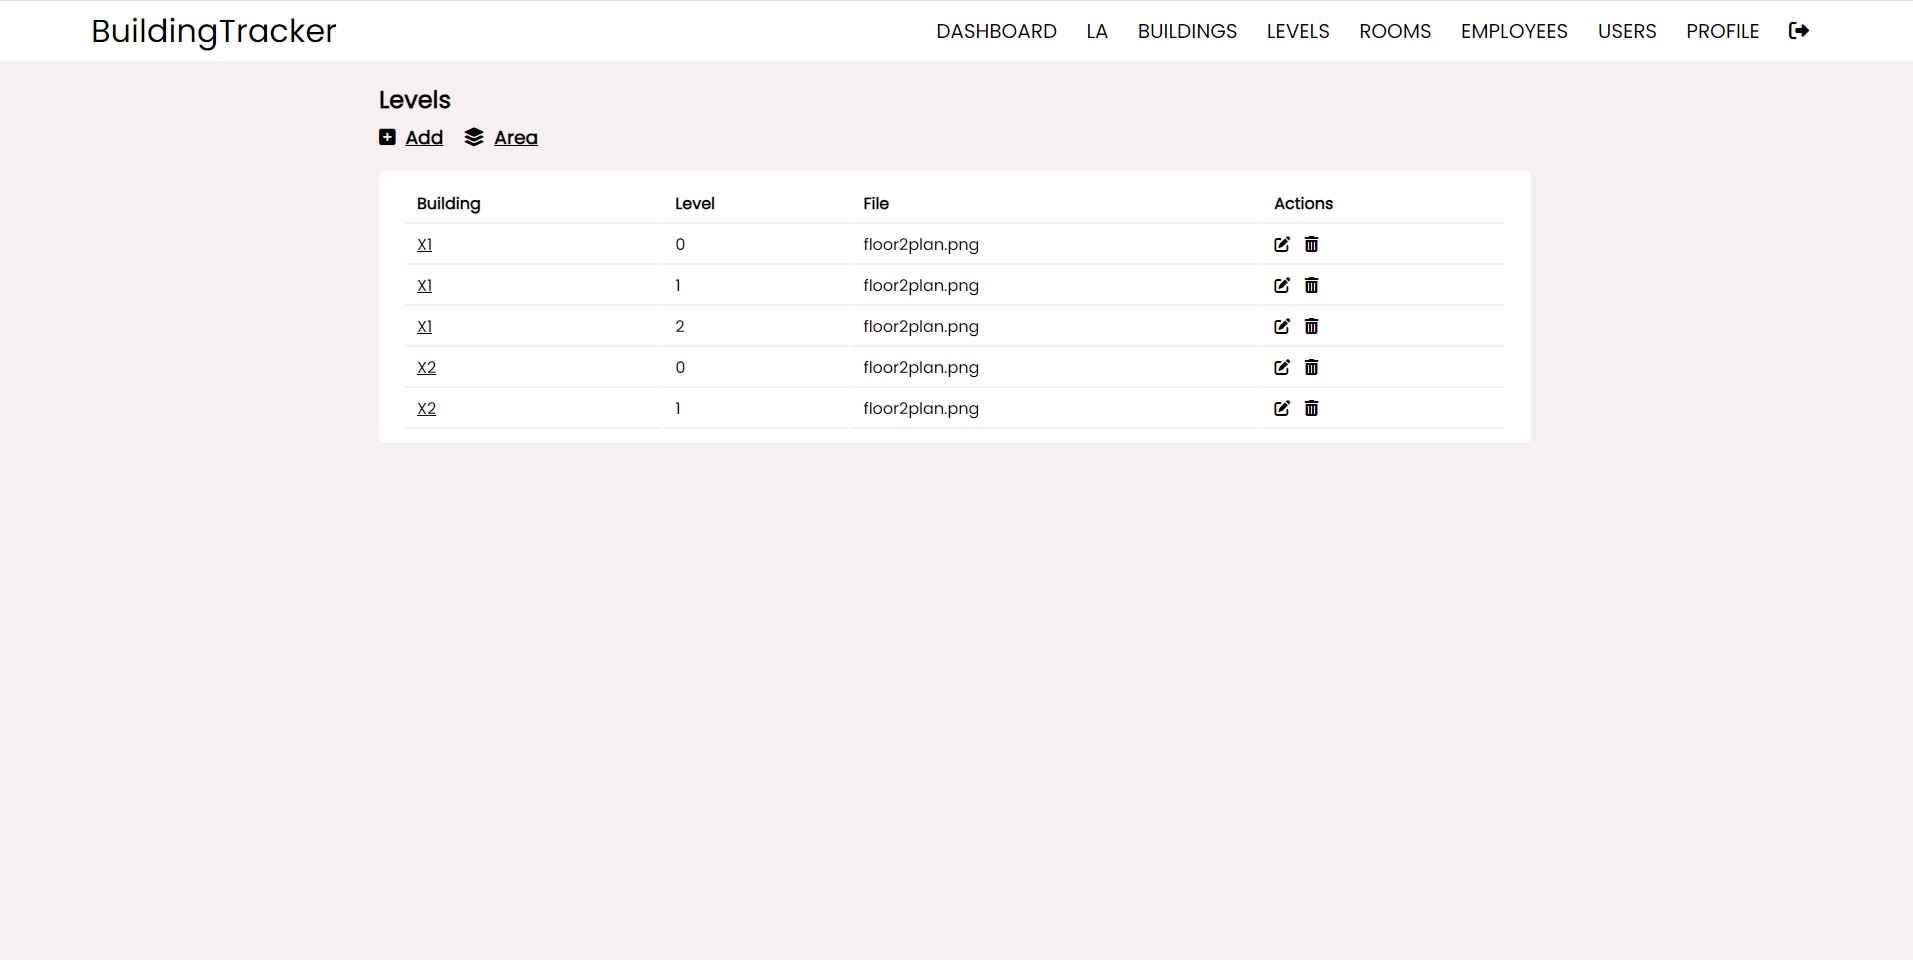 BuildingTracker DASHBOARD LA BUILDINGS LEVELS ROOMS EMPLOYEES USERS PROFILE
Levels
Add Area
Building Level File Actions
X1 0 floor2plan.png
X1 1 floor2plan.png
X1 2 floor2plan.png
X2 0 floor2plan.png
X2 1 floor2plan.png